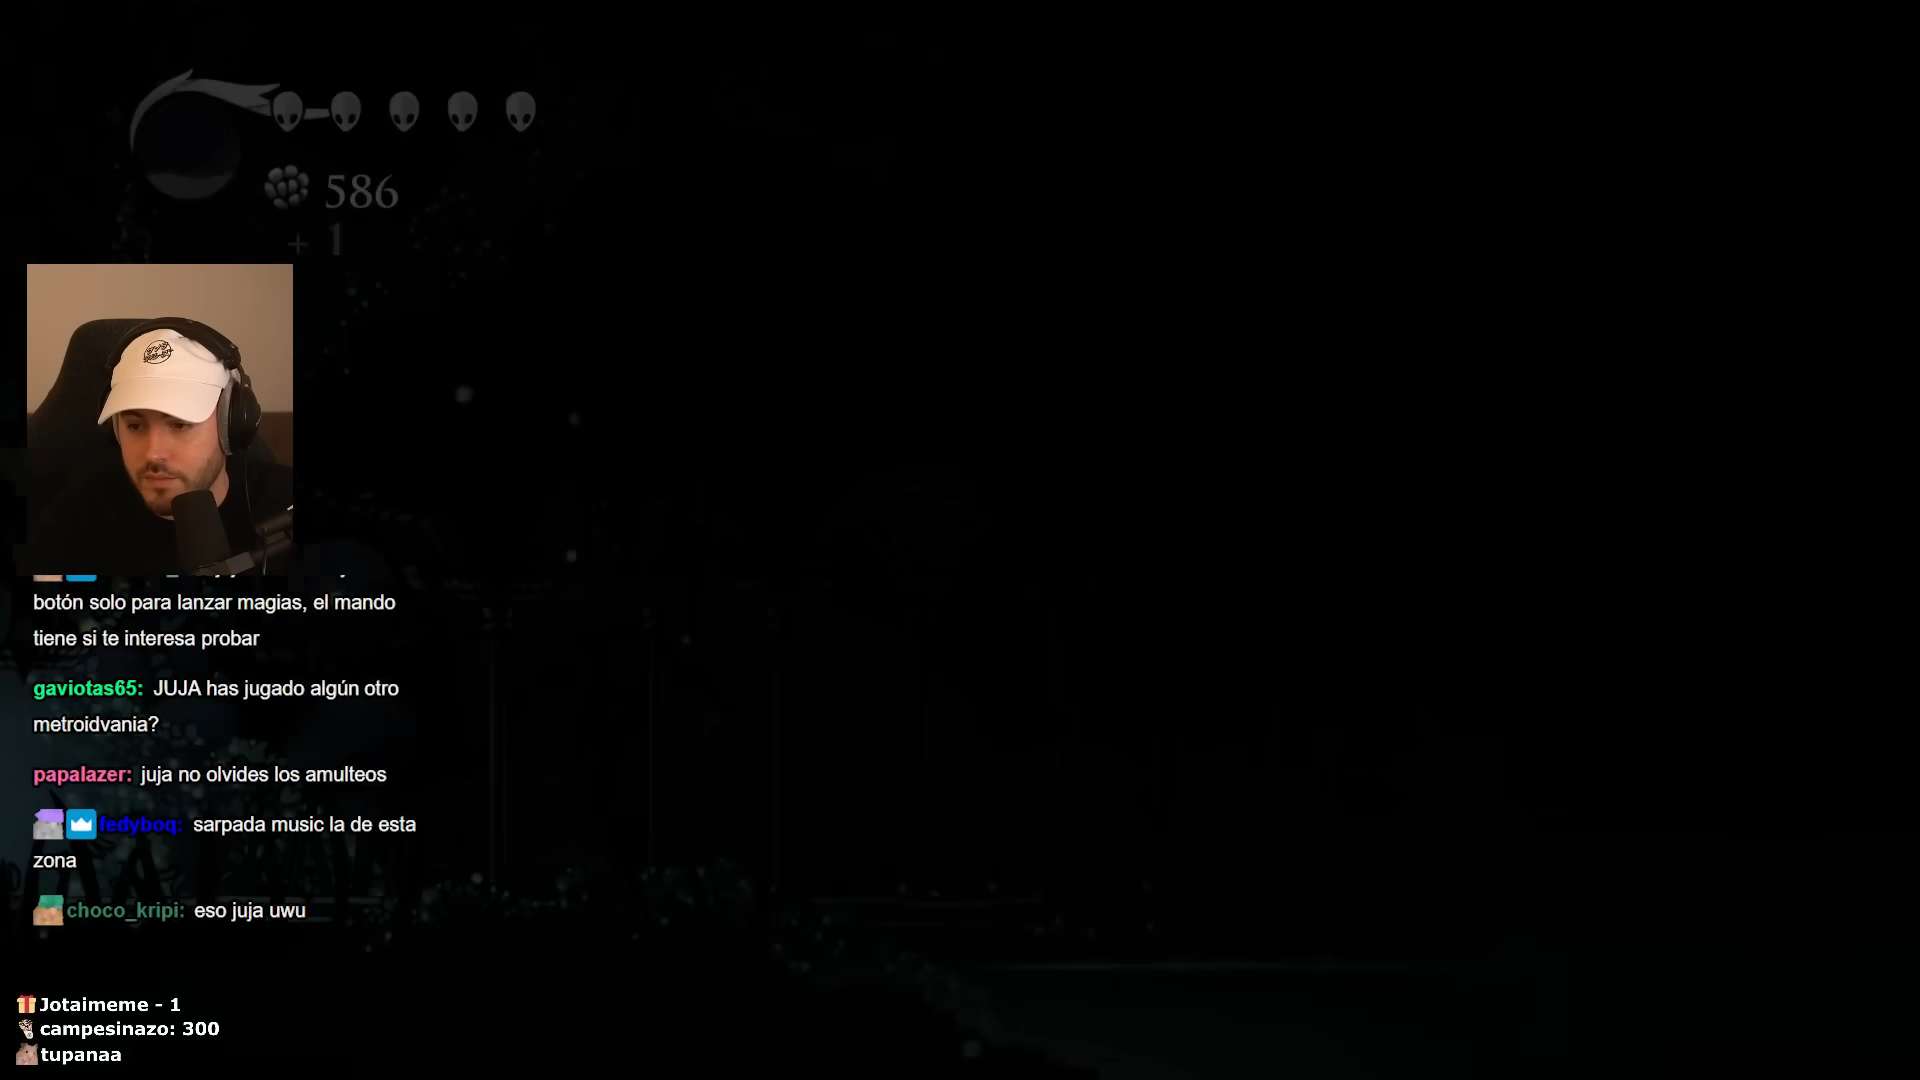 586
+ 1
botón solo para lanzar magias, el mando
tiene si te interesa probar
gaviotas65: JUJA has jugado algún otro
metroidvania?
papalazer: juja no olvides los amulteos
fedyboq: sarpada music la de esta
zona
choco_kripi: eso juja uwu
Jotaimeme - 1
campesinazo: 300
tupanaa